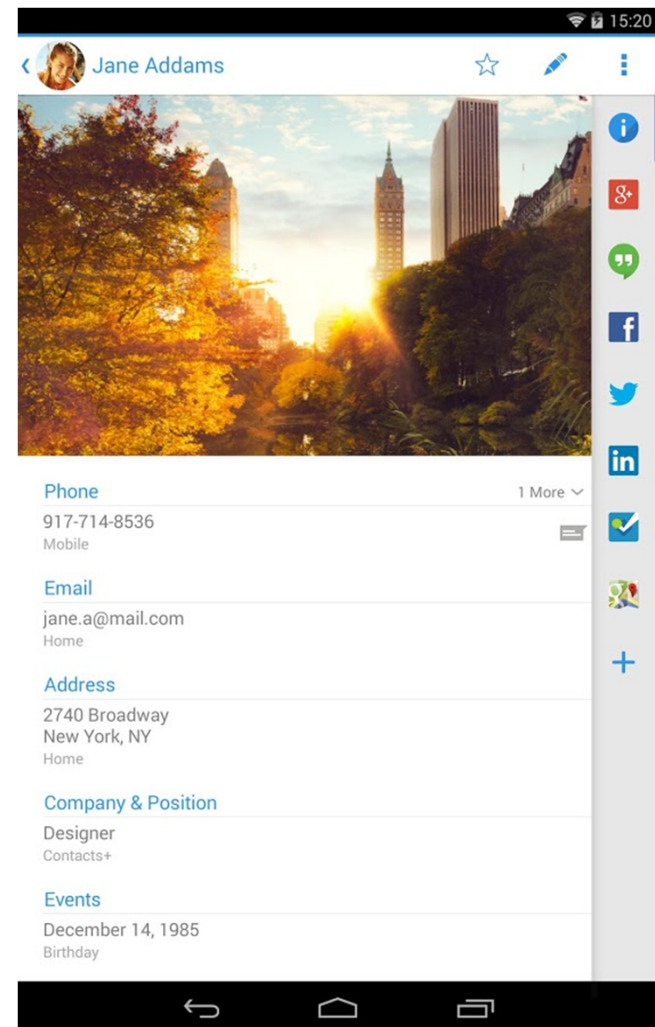 15:20
Jane Addams
Phone
1 More
917-714-8536
Mobile
Email
jane.a@mail.com
Home
Address
2740 Broadway
New York, NY
Home
Company & Position
Designer
Contacts+
Events
December 14, 1985
Birthday